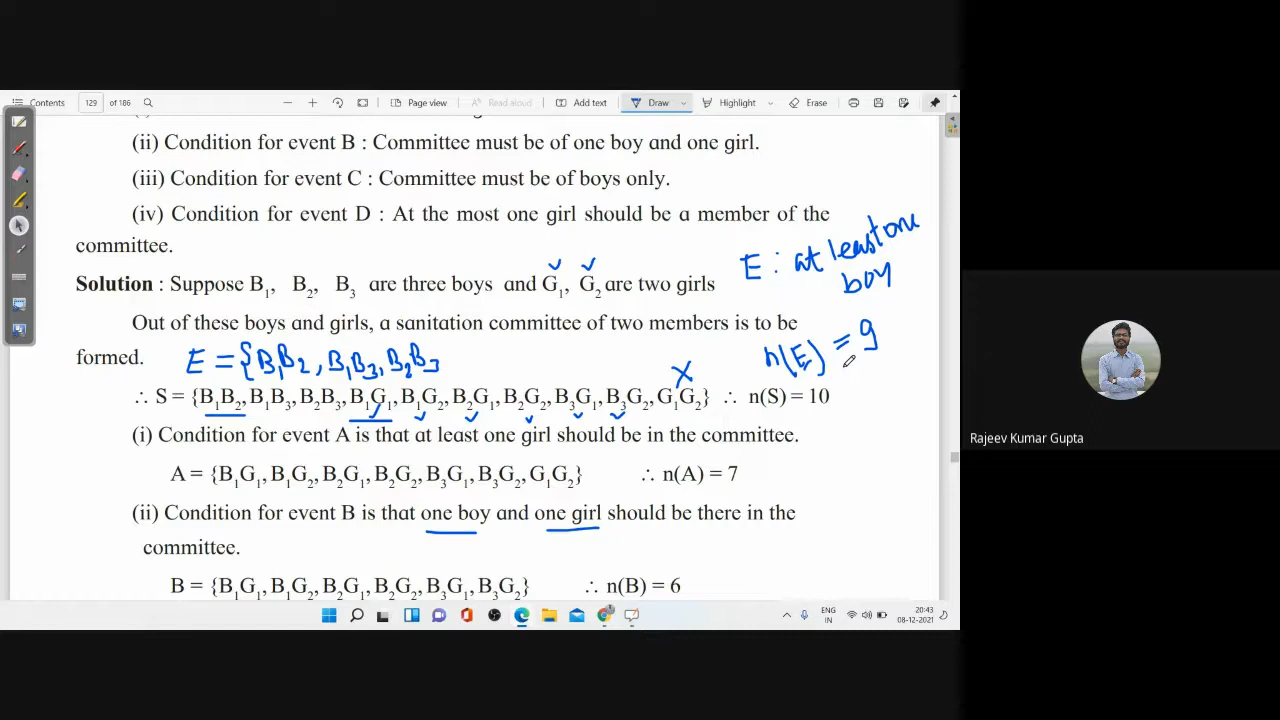 Contents 129 of 186 Page view Read aloud Add text Draw Highlight Erase
(ii) Condition for event B : Committee must be of one boy and one girl.
(iii) Condition for event C : Committee must be of boys only.
(iv) Condition for event D : At the most one girl should be a member of the
committee.
E : at least one
boy
Solution : Suppose B₁, B₂, B₃ are three boys and G₁, G₂ are two girls
Out of these boys and girls, a sanitation committee of two members is to be
formed.
E = {B₁B₂, B₁B₃, B₂B₃
n(E) = 9
∴ S = {B₁B₂, B₁B₃, B₂B₃, B₁G₁, B₁G₂, B₂G₁, B₂G₂, B₃G₁, B₃G₂, G₁G₂} ∴ n(S) = 10
(i) Condition for event A is that at least one girl should be in the committee.
A = {B₁G₁, B₁G₂, B₂G₁, B₂G₂, B₃G₁, B₃G₂, G₁G₂} ∴ n(A) = 7
(ii) Condition for event B is that one boy and one girl should be there in the
committee.
B = {B₁G₁, B₁G₂, B₂G₁, B₂G₂, B₃G₁, B₃G₂} ∴ n(B) = 6
Rajeev Kumar Gupta
ENG
IN
20:43
08-12-2021